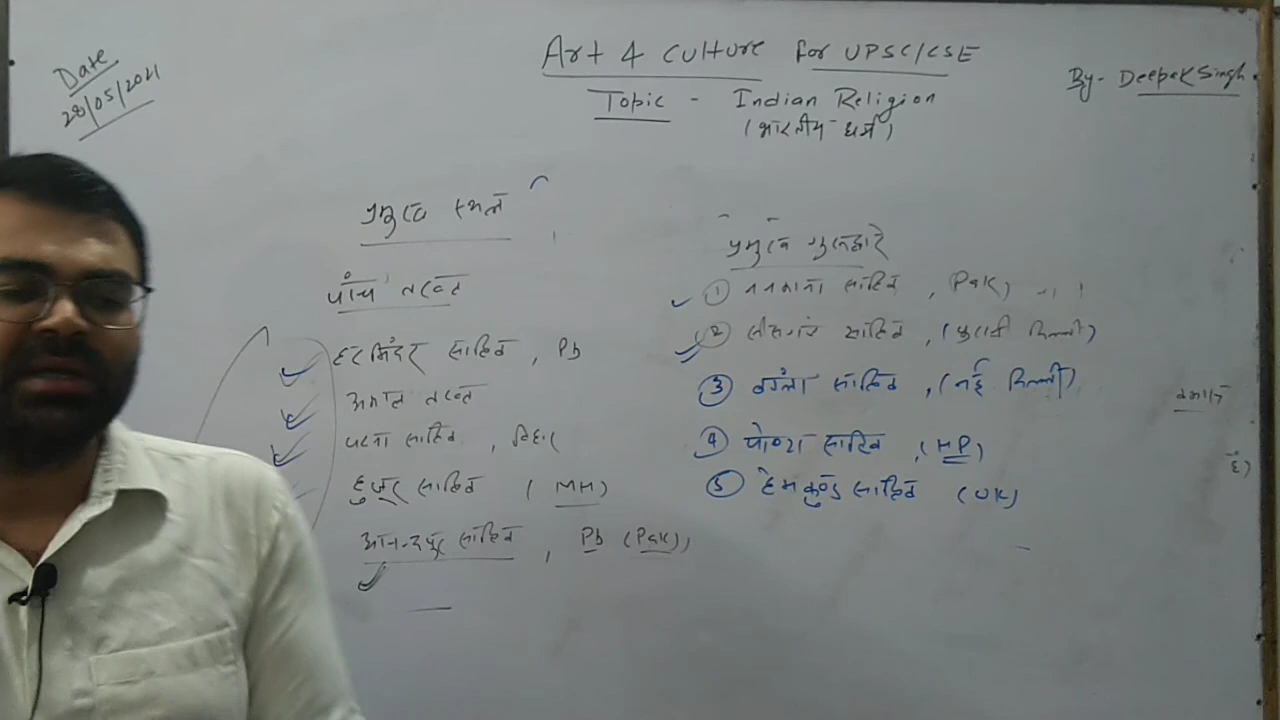 Date
28/05/2021
Art & Culture for UPSC/CSE
Topic - Indian Religion
(भारतीय धर्म)
By- Deepak Singh.
प्रमुख स्थल
पाँच तख्त
हरमिंदर साहिब, Pb
अकाल तख्त
पटना साहिब, बिहार
हुजूर साहिब (MH)
आनन्दपुर साहिब, Pb (Pak),
प्रमुख गुरुद्वारे
① ननकाना साहिब, Pak)
② शीशगंज साहिब, (पुरानी दिल्ली)
③ बंगला साहिब, (नई दिल्ली)
④ पोण्टा साहिब, (HP)
⑤ हेमकुण्ड साहिब (UK)